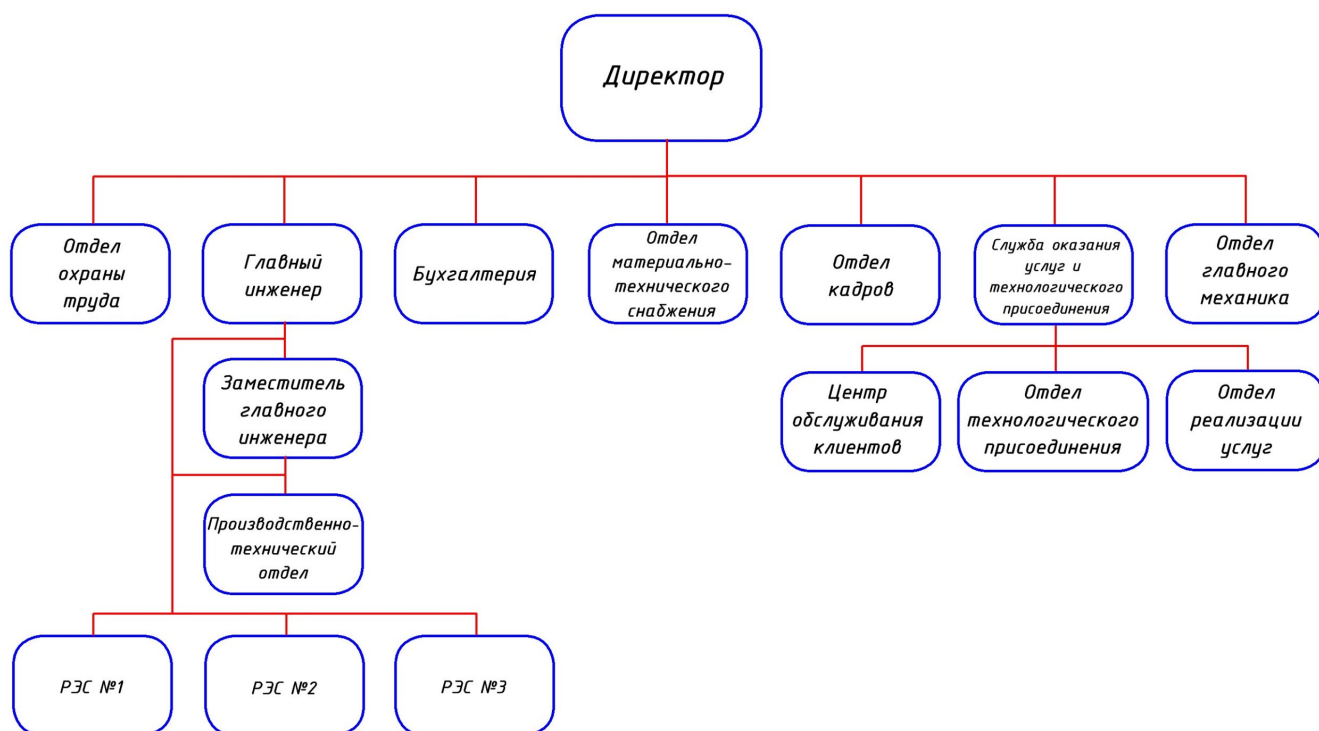 Директор
Отдел
охраны
труда
Главный
инженер
Бухгалтерия
Отдел
материально-
технического
снабжения
Отдел
кадров
Служба оказания
услуг и
технологического
присоединения
Отдел
главного
механика
Заместитель
главного
инженера
Центр
обслуживания
клиентов
Отдел
технологического
присоединения
Отдел
реализации
услуг
Производственно-
технический
отдел
РЭС №1
РЭС №2
РЭС №3